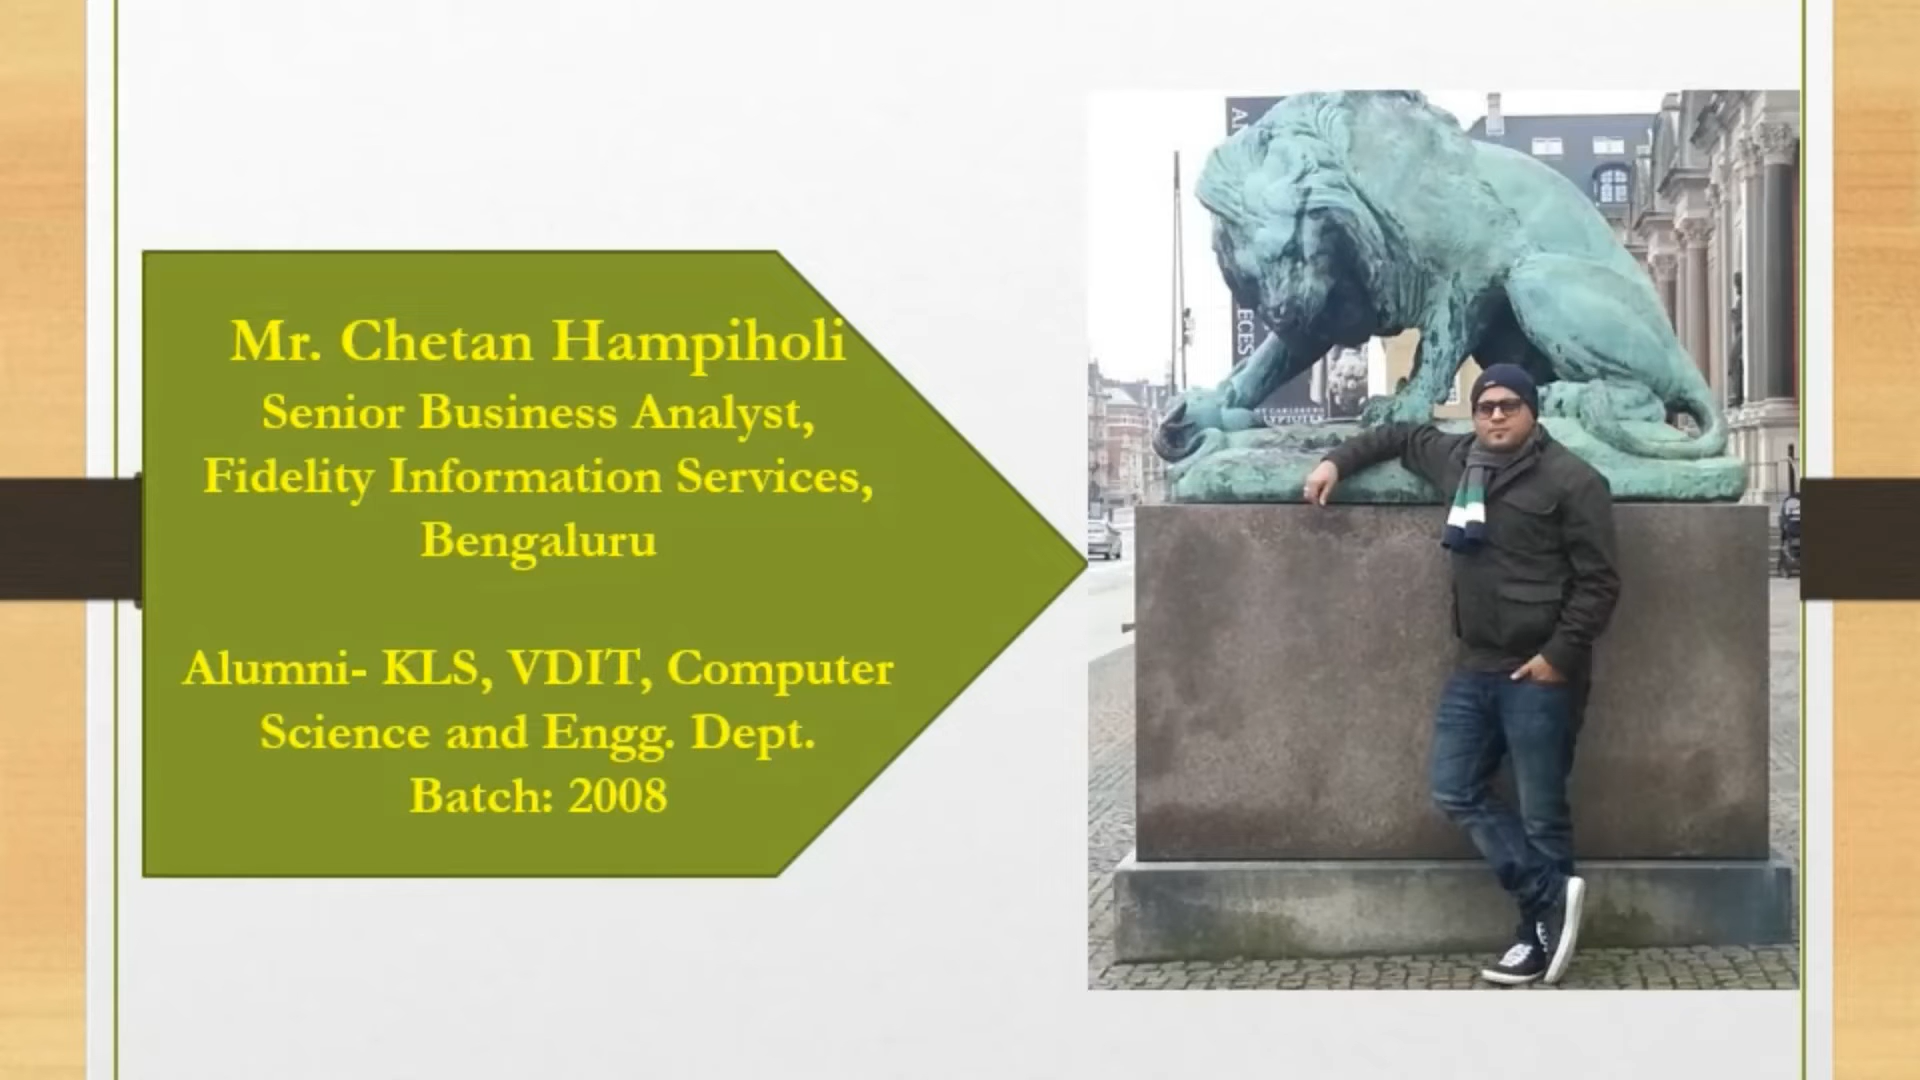 Mr. Chetan Hampiholi
Senior Business Analyst,
Fidelity Information Services,
Bengaluru
Alumni- KLS, VDIT, Computer
Science and Engg. Dept.
Batch: 2008